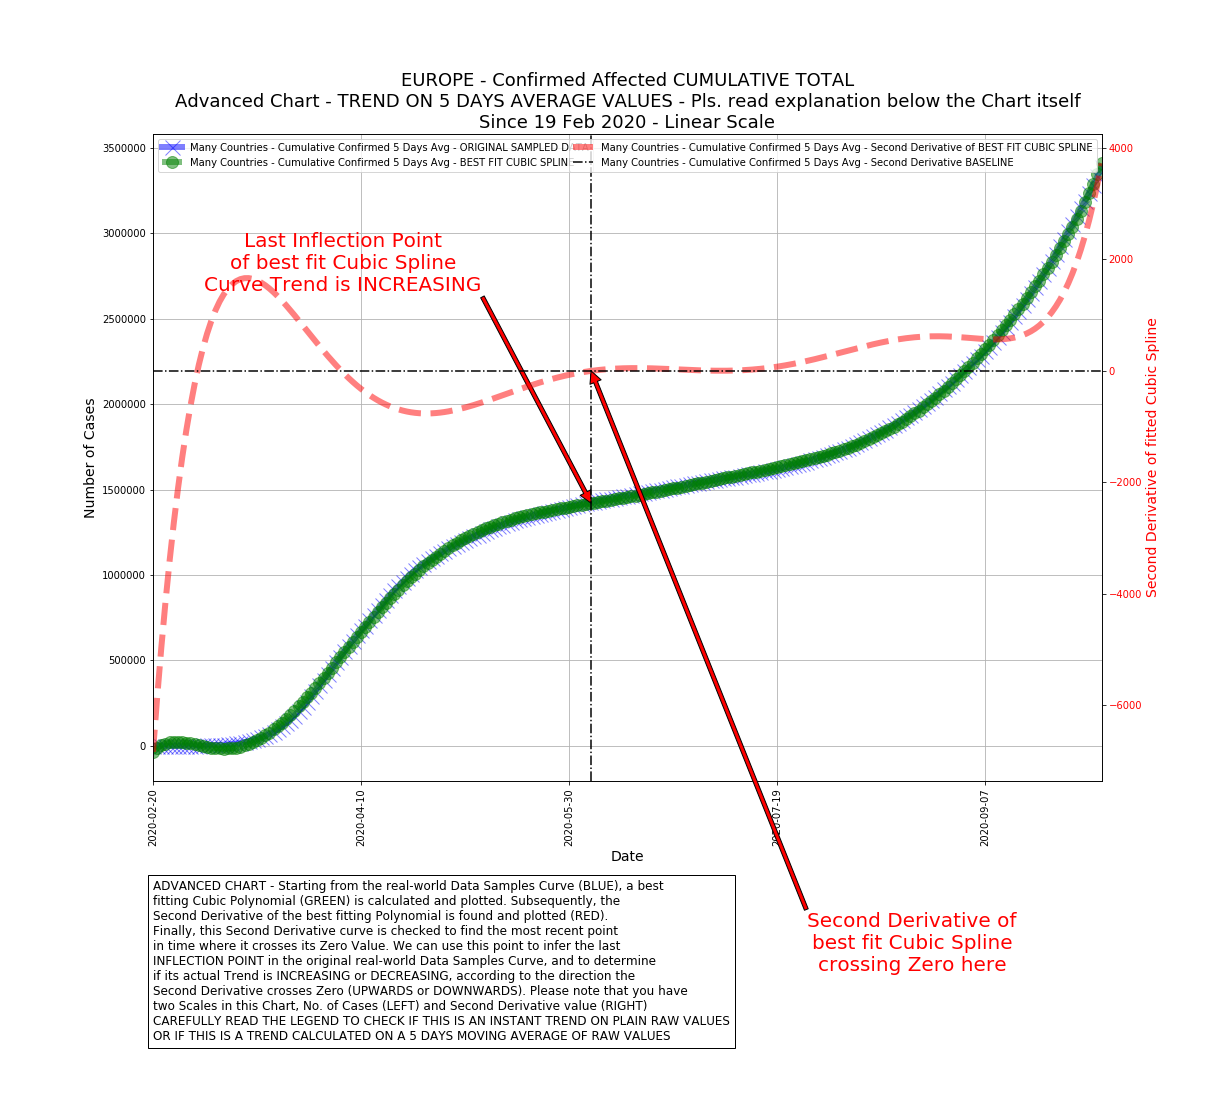 EUROPE - Confirmed Affected CUMULATIVE TOTAL
Advanced Chart - TREND ON 5 DAYS AVERAGE VALUES - Pls. read explanation below the Chart itself
Since 19 Feb 2020 - Linear Scale
Many Countries - Cumulative Confirmed 5 Days Avg - ORIGINAL SAMPLED DATA
Many Countries - Cumulative Confirmed 5 Days Avg - BEST FIT CUBIC SPLIN
Many Countries - Cumulative Confirmed 5 Days Avg - Second Derivative of BEST FIT CUBIC SPLINE
Many Countries - Cumulative Confirmed 5 Days Avg - Second Derivative BASELINE
Last Inflection Point
of best fit Cubic Spline
Curve Trend is INCREASING
3500000
3000000
2500000
2000000
1500000
1000000
500000
0
Number of Cases
4000
2000
0
−2000
−4000
−6000
Second Derivative of fitted Cubic Spline
2020-02-20
2020-04-10
2020-05-30
2020-07-19
2020-09-07
Date
ADVANCED CHART - Starting from the real-world Data Samples Curve (BLUE), a best
fitting Cubic Polynomial (GREEN) is calculated and plotted. Subsequently, the
Second Derivative of the best fitting Polynomial is found and plotted (RED).
Finally, this Second Derivative curve is checked to find the most recent point
in time where it crosses its Zero Value. We can use this point to infer the last
INFLECTION POINT in the original real-world Data Samples Curve, and to determine
if its actual Trend is INCREASING or DECREASING, according to the direction the
Second Derivative crosses Zero (UPWARDS or DOWNWARDS). Please note that you have
two Scales in this Chart, No. of Cases (LEFT) and Second Derivative value (RIGHT)
CAREFULLY READ THE LEGEND TO CHECK IF THIS IS AN INSTANT TREND ON PLAIN RAW VALUES
OR IF THIS IS A TREND CALCULATED ON A 5 DAYS MOVING AVERAGE OF RAW VALUES
Second Derivative of
best fit Cubic Spline
crossing Zero here